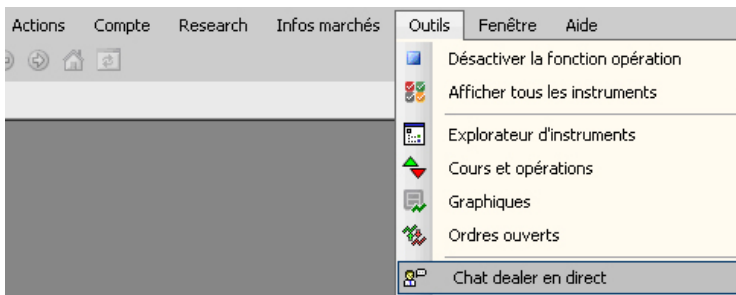 Actions Compte Research Infos marchés Outils Fenêtre Aide
Désactiver la fonction opération
Afficher tous les instruments
Explorateur d'instruments
Cours et opérations
Graphiques
Ordres ouverts
Chat dealer en direct